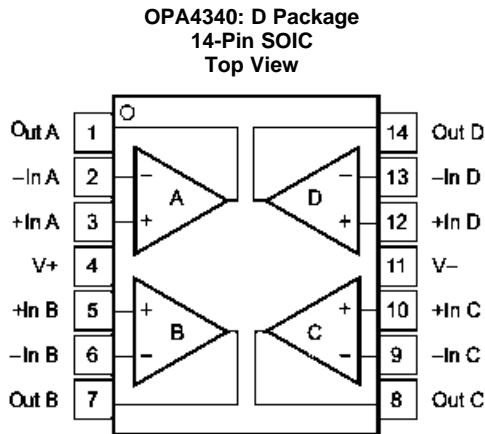 OPA4340: D Package
14-Pin SOIC
Top View
Out A 1 14 Out D
–In A 2 – – 13 –In D
A D
+In A 3 + + 12 +In D
V+ 4 11 V–
+In B 5 + + 10 +In C
B C
–In B 6 – – 9 –In C
Out B 7 8 Out C